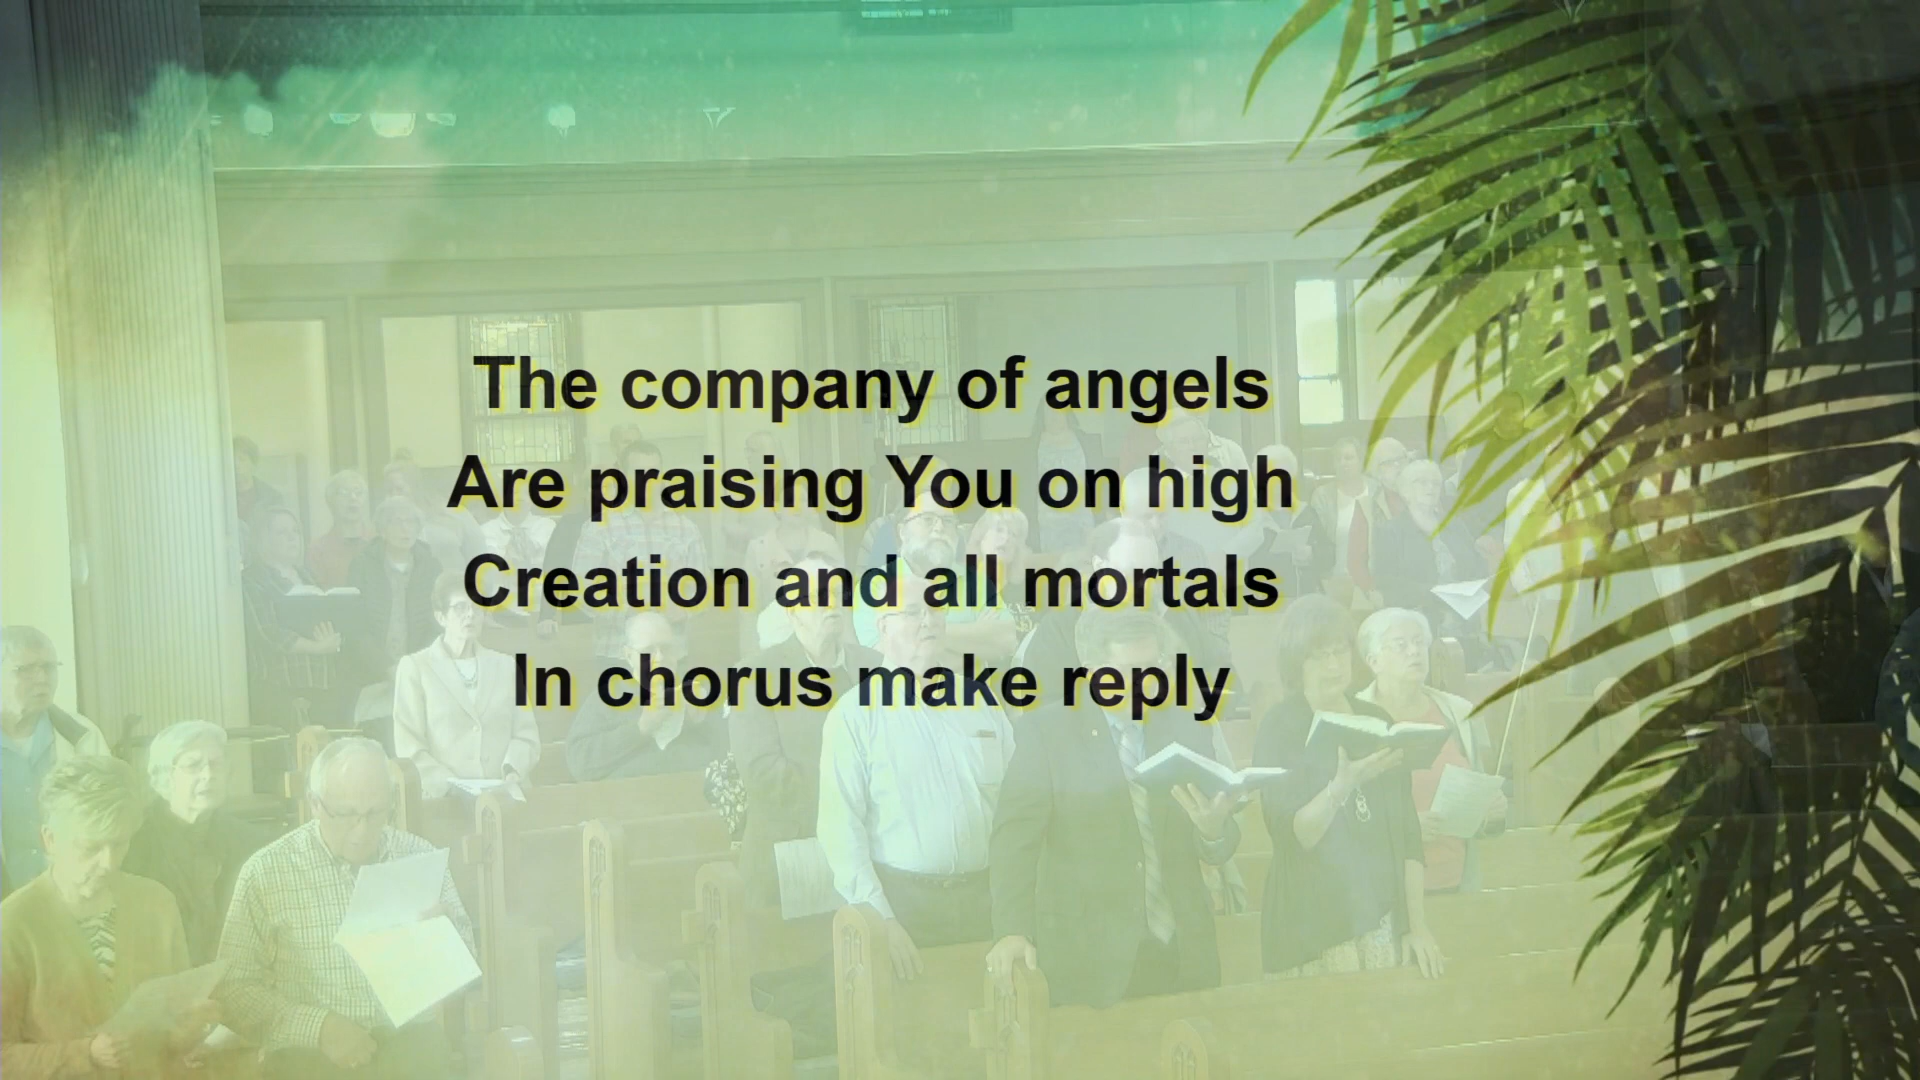 The company of angels
Are praising You on high
Creation and all mortals
In chorus make reply